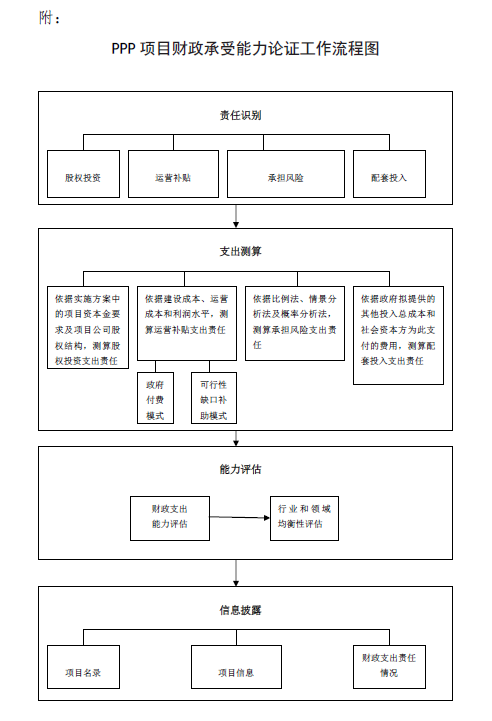 附：
PPP 项目财政承受能力论证工作流程图
责任识别
股权投资
运营补贴
承担风险
配套投入
支出测算
依据实施方案中
的项目资本金要
求及项目公司股
权结构，测算股
权投资支出责任
依据建设成本、运营
成本和利润水平，测
算运营补贴支出责任
依据比例法、情景分
析法及概率分析法，
测算承担风险支出责
任
依据政府拟提供的
其他投入总成本和
社会资本方为此支
付的费用，测算配
套投入支出责任
政府
付费
模式
可行性
缺口补
助模式
能力评估
财政支出
能力评估
行业和领域
均衡性评估
信息披露
项目名录
项目信息
财政支出责任
情况